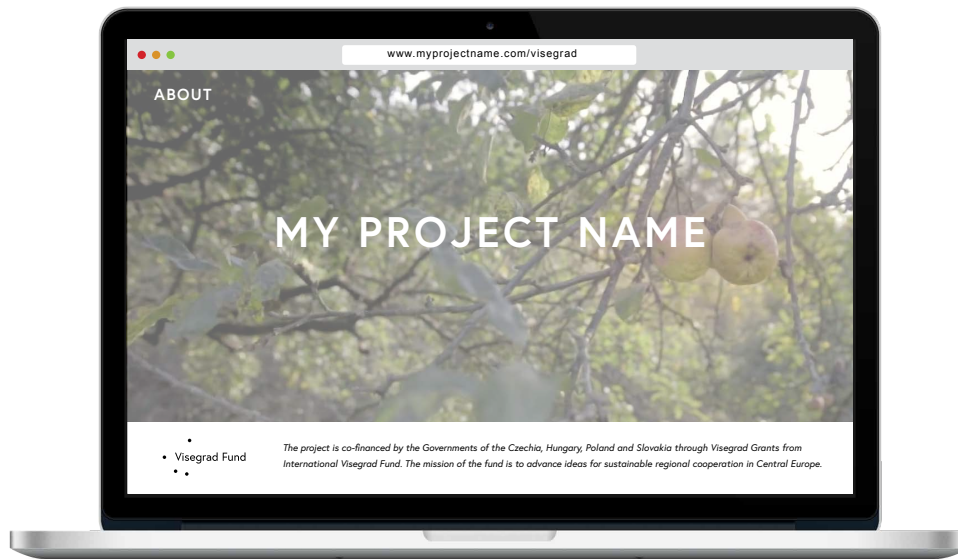 www.myprojectname.com/visegrad
ABOUT
MY PROJECT NAME
Visegrad Fund
The project is co-financed by the Governments of the Czechia, Hungary, Poland and Slovakia through Visegrad Grants from
International Visegrad Fund. The mission of the fund is to advance ideas for sustainable regional cooperation in Central Europe.